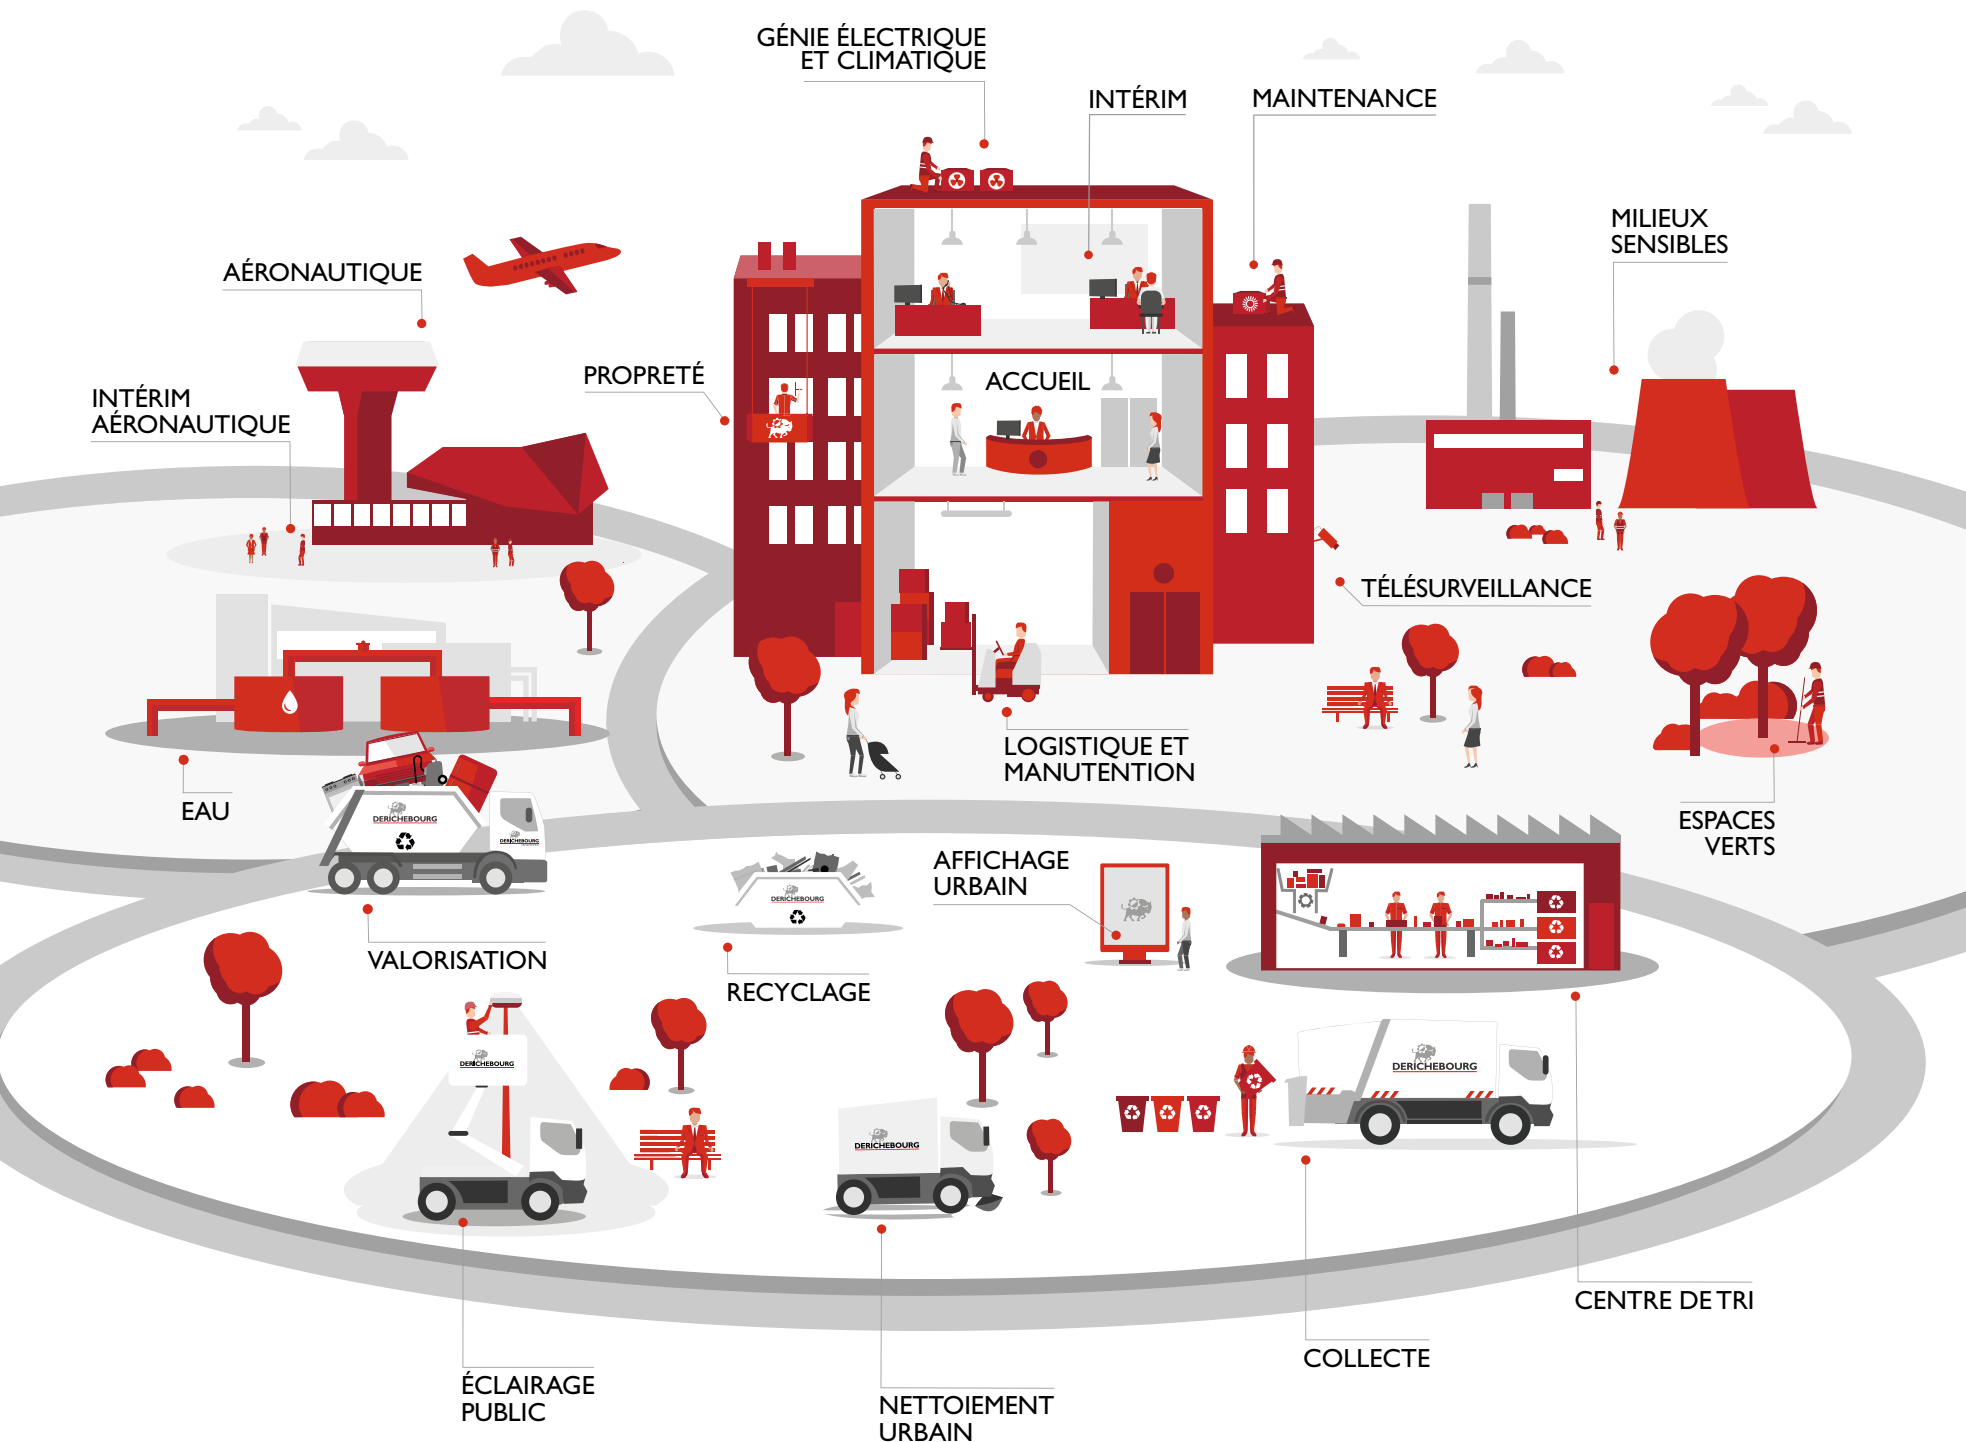 GÉNIE ÉLECTRIQUE
ET CLIMATIQUE
INTÉRIM
MAINTENANCE
MILIEUX
SENSIBLES
AÉRONAUTIQUE
PROPRETÉ
ACCUEIL
INTÉRIM
AÉRONAUTIQUE
TÉLÉSURVEILLANCE
LOGISTIQUE ET
MANUTENTION
EAU
DERICHEBOURG
DERICHEBOURG
ESPACES
VERTS
AFFICHAGE
URBAIN
DERICHEBOURG
VALORISATION
RECYCLAGE
DERICHEBOURG
DERICHEBOURG
DERICHEBOURG
CENTRE DE TRI
COLLECTE
ÉCLAIRAGE
PUBLIC
NETTOIEMENT
URBAIN